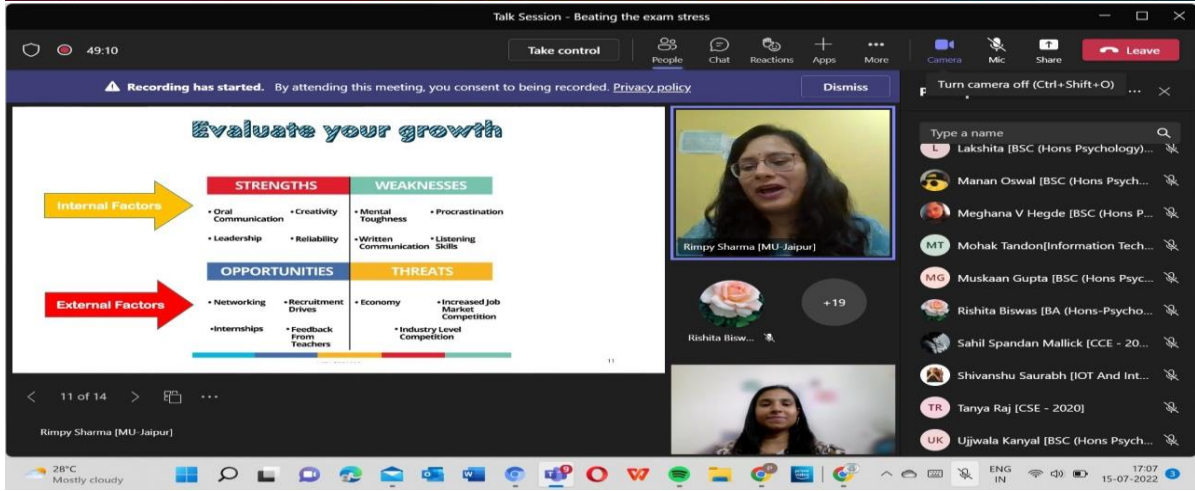 Talk Session - Beating the exam stress
49:10
Take control
People
Chat
Reactions
Apps
More
Camera
Mic
Share
Leave
Recording has started. By attending this meeting, you consent to being recorded. Privacy policy
Dismiss
Turn camera off (Ctrl+Shift+O)
Evaluate your growth
Internal Factors
STRENGTHS
• Oral Communication
• Creativity
• Leadership
• Reliability
WEAKNESSES
• Mental Toughness
• Procrastination
• Written Communication
• Listening Skills
External Factors
OPPORTUNITIES
• Networking
• Recruitment Drives
• Internships
• Feedback From Teachers
THREATS
• Economy
• Increased Job Market Competition
• Industry Level Competition
11
Rimpy Sharma [MU-Jaipur]
Rishita Bisw...
+19
Type a name
L Lakshita [BSC (Hons Psychology)...
Manan Oswal [BSC (Hons Psych...
Meghana V Hegde [BSC (Hons P...
MT Mohak Tandon[Information Tech...
MG Muskaan Gupta [BSC (Hons Psyc...
Rishita Biswas [BA (Hons-Psycho...
Sahil Spandan Mallick [CCE - 20...
Shivanshu Saurabh [IOT And Int...
TR Tanya Raj [CSE - 2020]
UK Ujjwala Kanyal [BSC (Hons Psych...
11 of 14
Rimpy Sharma [MU-Jaipur]
28°C
Mostly cloudy
9
ENG
IN
17:07
15-07-2022
3